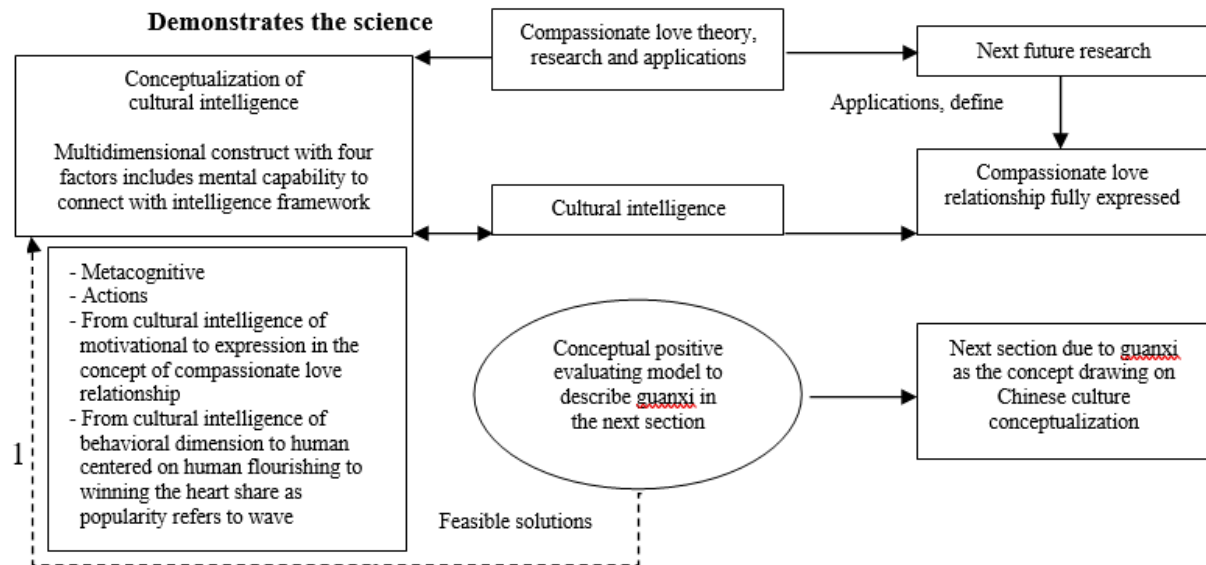 Demonstrates the science
Compassionate love theory,
research and applications
Next future research
Conceptualization of
cultural intelligence
Multidimensional construct with four
factors includes mental capability to
connect with intelligence framework
Applications, define
Cultural intelligence
Compassionate love
relationship fully expressed
- Metacognitive
- Actions
- From cultural intelligence of
motivational to expression in the
concept of compassionate love
relationship
- From cultural intelligence of
behavioral dimension to human
centered on human flourishing to
winning the heart share as
popularity refers to wave
Conceptual positive
evaluating model to
describe guanxi in
the next section
Next section due to guanxi
as the concept drawing on
Chinese culture
conceptualization
1
Feasible solutions